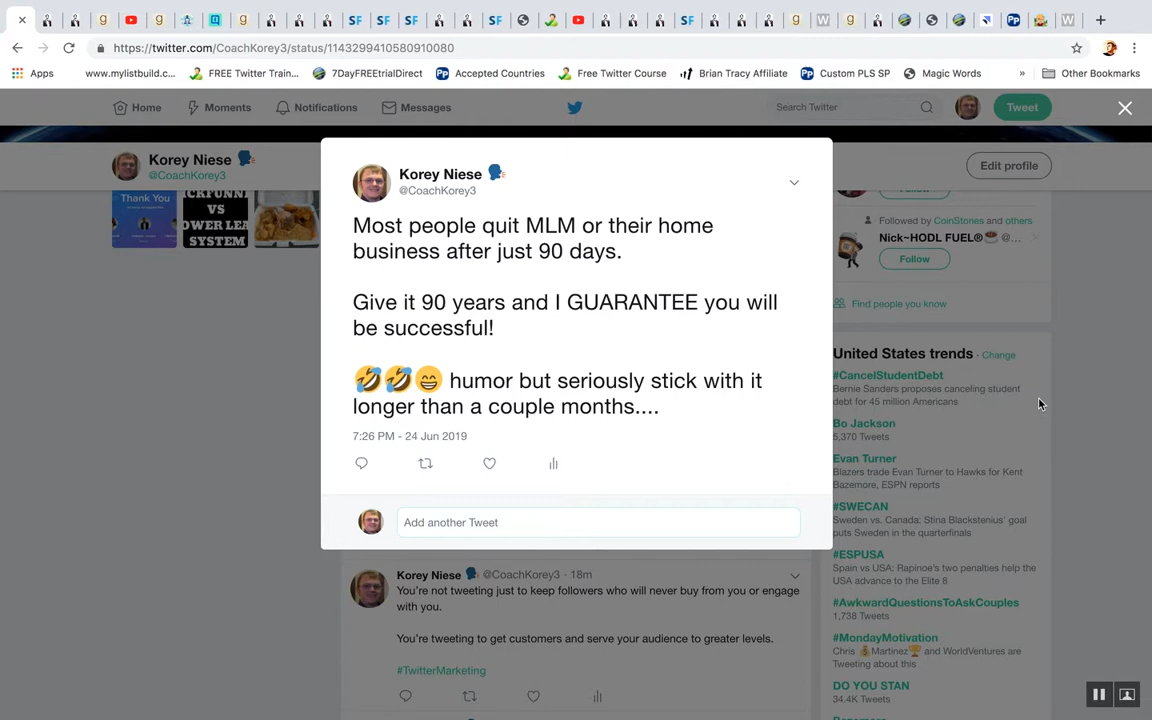 https://twitter.com/CoachKorey3/status/1143299410580910080
Apps www.mylistbuild.c... FREE Twitter Train... 7DayFREEtrialDirect Accepted Countries Free Twitter Course Brian Tracy Affiliate Custom PLS SP Magic Words » Other Bookmarks
Home Moments Notifications Messages Search Twitter Tweet
Korey Niese
@CoachKorey3
Edit profile
Thank You
VS
SYSTEM
Korey Niese
@CoachKorey3
Most people quit MLM or their home
business after just 90 days.
Give it 90 years and I GUARANTEE you will
be successful!
🤣🤣😁 humor but seriously stick with it
longer than a couple months....
7:26 PM - 24 Jun 2019
Add another Tweet
Korey Niese @CoachKorey3 · 18m
You're not tweeting just to keep followers who will never buy from you or engage
with you.
You're tweeting to get customers and serve your audience to greater levels.
#TwitterMarketing
Followed by CoinStones and others
Nick~HODL FUEL®☕ @...
Follow
Find people you know
United States trends · Change
#CancelStudentDebt
Bernie Sanders proposes canceling student
debt for 45 million Americans
Bo Jackson
5,370 Tweets
Evan Turner
Blazers trade Evan Turner to Hawks for Kent
Bazemore, ESPN reports
#SWECAN
Sweden vs. Canada: Stina Blackstenius' goal
puts Sweden in the quarterfinals
#ESPUSA
Spain vs USA: Rapinoe's two penalties help the
USA advance to the Elite 8
#AwkwardQuestionsToAskCouples
1,738 Tweets
#MondayMotivation
Chris 💰Martinez🏆 and WorldVentures are
Tweeting about this
DO YOU STAN
34.4K Tweets